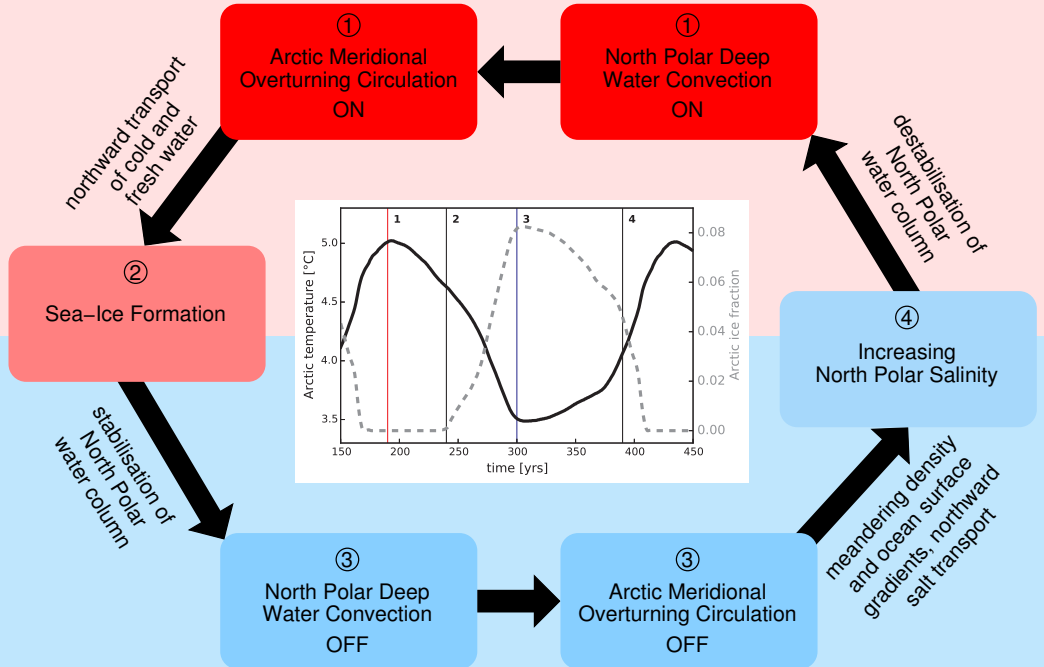 ①
Arctic Meridional
Overturning Circulation
ON
①
North Polar Deep
Water Convection
ON
northward transport
of cold and
fresh water
destabilisation of
North Polar
water column
②
Sea−Ice Formation
④
Increasing
North Polar Salinity
1
2
3
4
5.0
4.5
4.0
3.5
Arctic temperature [°C]
0.08
0.06
0.04
0.02
0.00
Arctic ice fraction
150
200
250
300
350
400
450
time [yrs]
stabilisation of
North Polar
water column
meandering density
and ocean surface
gradients, northward
salt transport
③
North Polar Deep
Water Convection
OFF
③
Arctic Meridional
Overturning Circulation
OFF